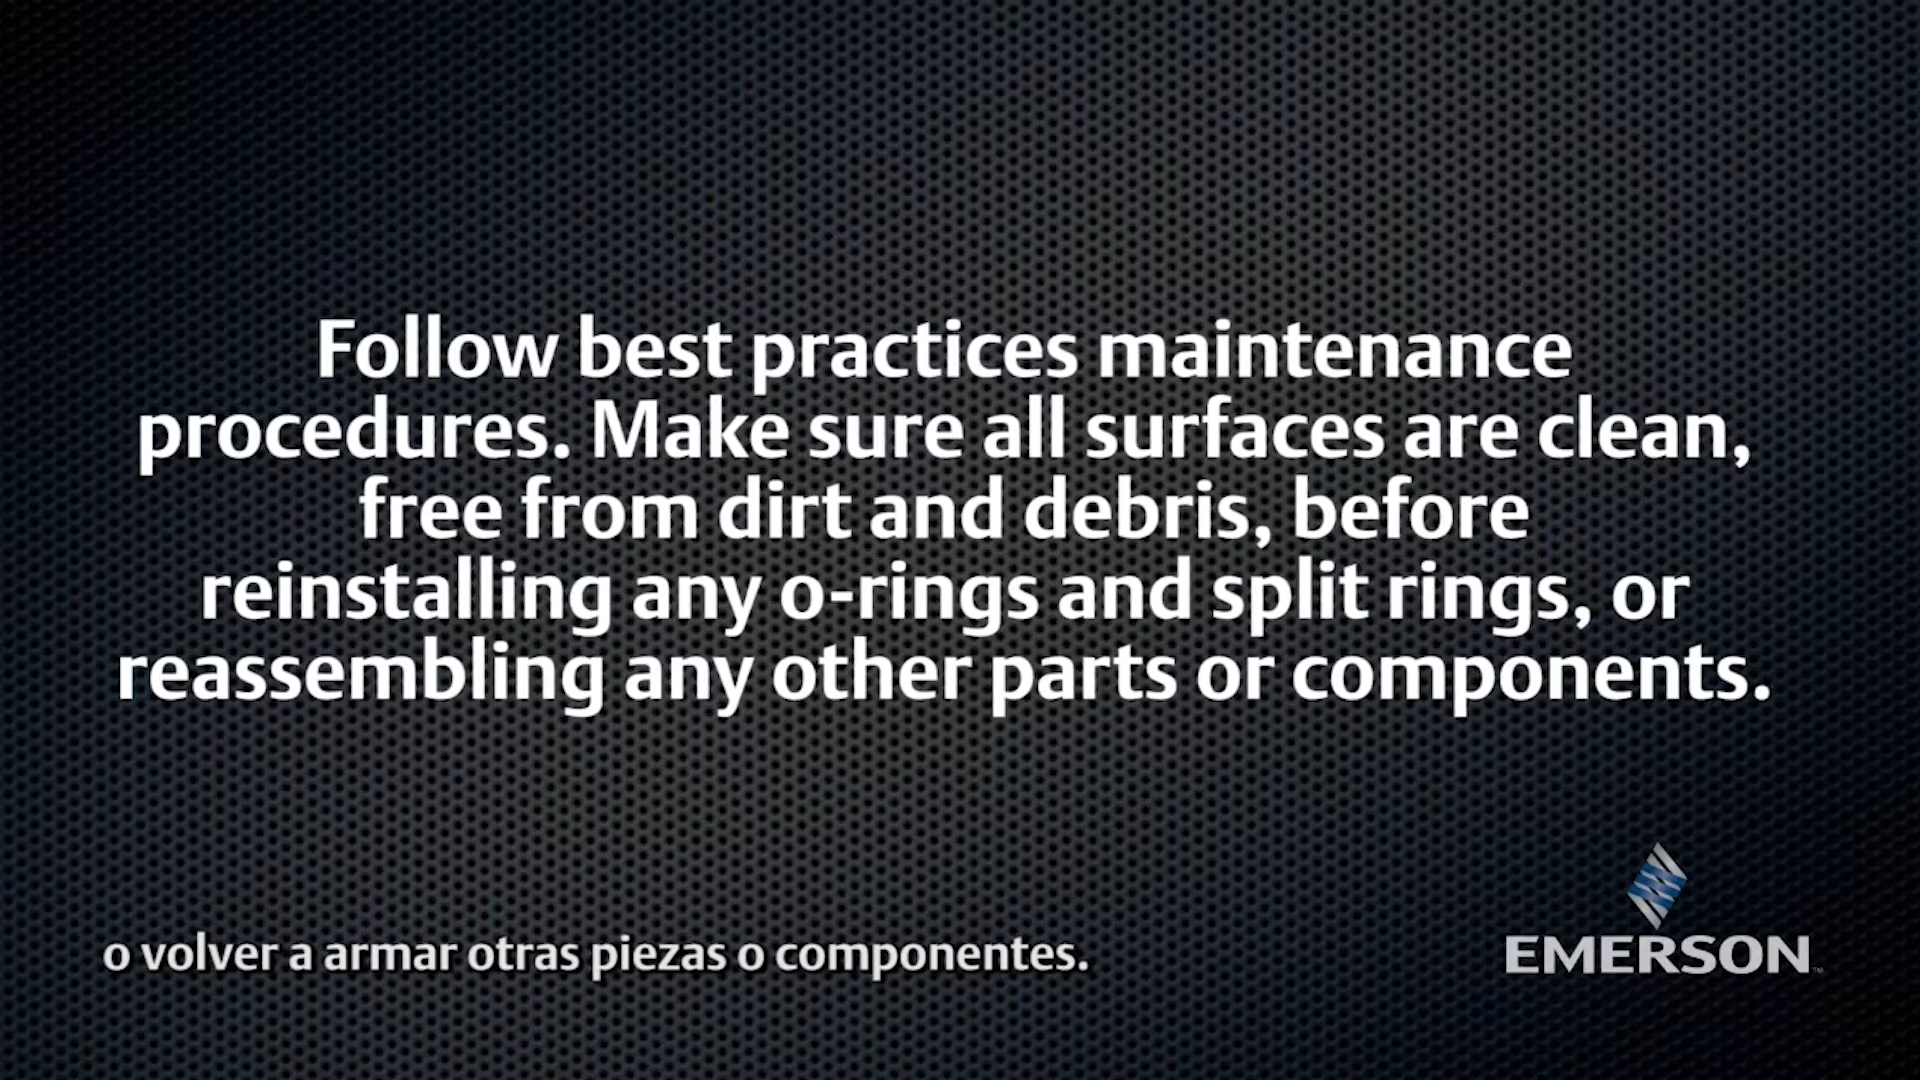 Follow best practices maintenance
procedures. Make sure all surfaces are clean,
free from dirt and debris, before
reinstalling any o-rings and split rings, or
reassembling any other parts or components.
o volver a armar otras piezas o componentes.
EMERSON™